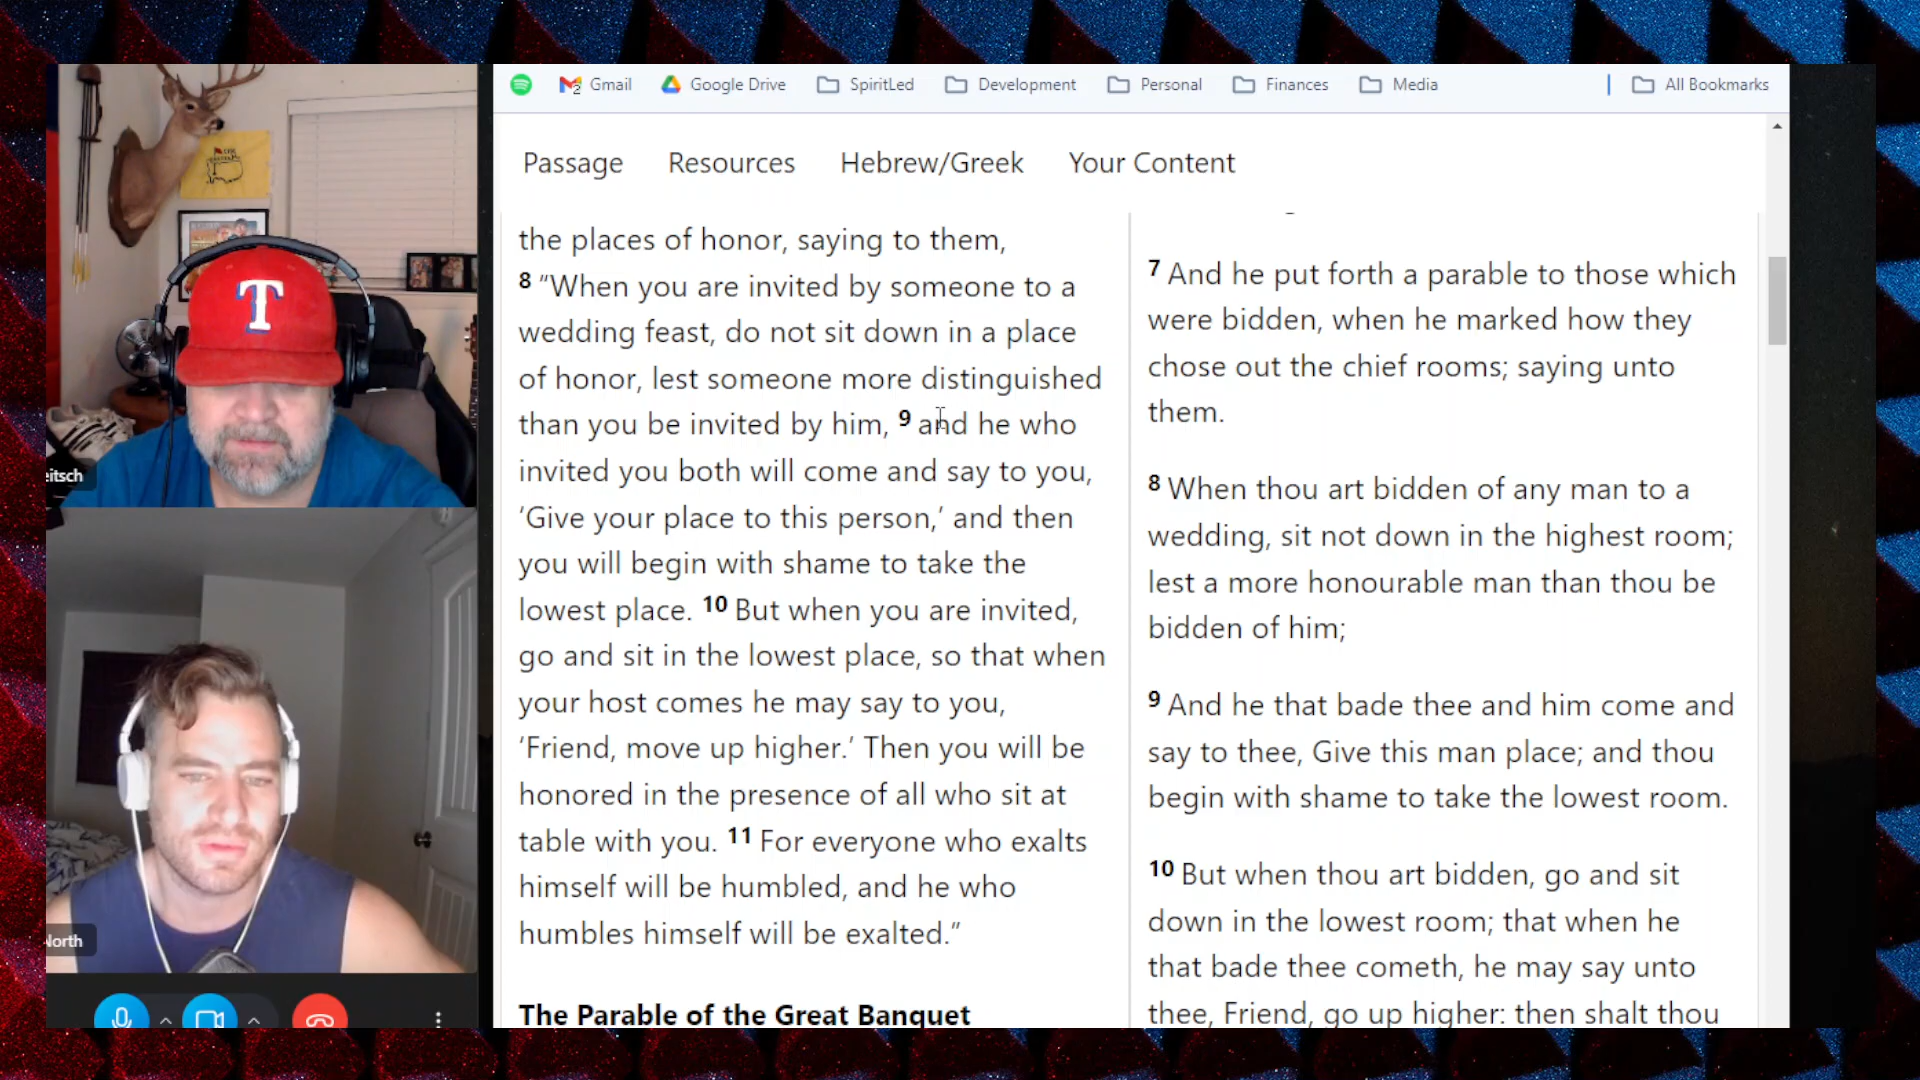 Gmail Google Drive SpiritLed Development Personal Finances Media All Bookmarks
Passage Resources Hebrew/Greek Your Content
the places of honor, saying to them,
8 “When you are invited by someone to a
wedding feast, do not sit down in a place
of honor, lest someone more distinguished
than you be invited by him, 9 and he who
invited you both will come and say to you,
‘Give your place to this person,’ and then
you will begin with shame to take the
lowest place. 10 But when you are invited,
go and sit in the lowest place, so that when
your host comes he may say to you,
‘Friend, move up higher.’ Then you will be
honored in the presence of all who sit at
table with you. 11 For everyone who exalts
himself will be humbled, and he who
humbles himself will be exalted.”
The Parable of the Great Banquet
7 And he put forth a parable to those which
were bidden, when he marked how they
chose out the chief rooms; saying unto
them.
8 When thou art bidden of any man to a
wedding, sit not down in the highest room;
lest a more honourable man than thou be
bidden of him;
9 And he that bade thee and him come and
say to thee, Give this man place; and thou
begin with shame to take the lowest room.
10 But when thou art bidden, go and sit
down in the lowest room; that when he
that bade thee cometh, he may say unto
thee, Friend, go up higher: then shalt thou
T
eitsch
North